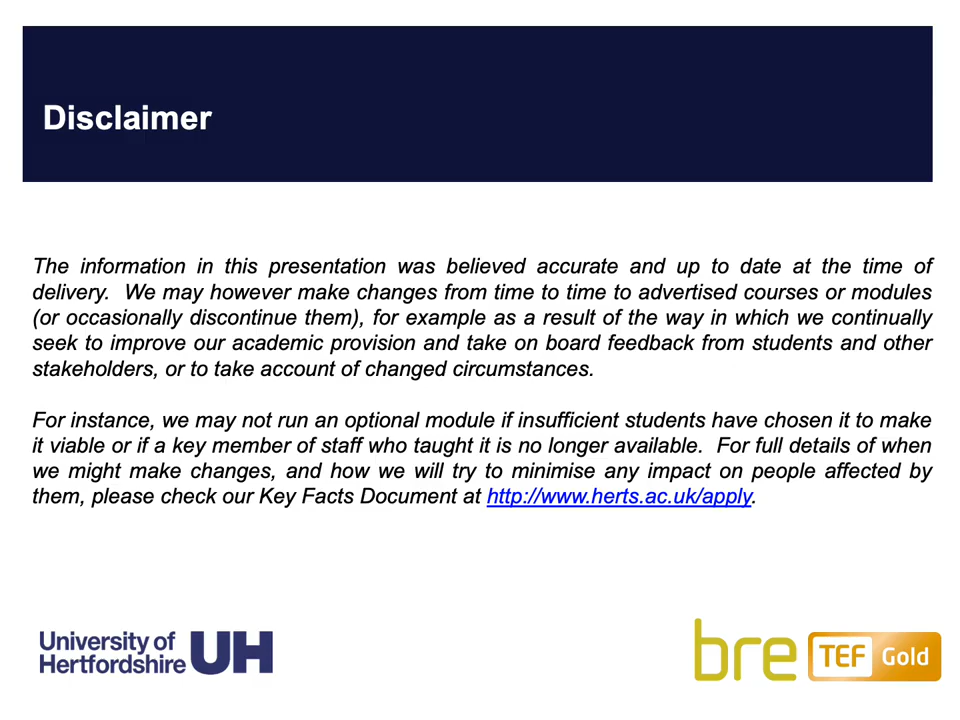 Disclaimer
The information in this presentation was believed accurate and up to date at the time of
delivery.  We may however make changes from time to time to advertised courses or modules
(or occasionally discontinue them), for example as a result of the way in which we continually
seek to improve our academic provision and take on board feedback from students and other
stakeholders, or to take account of changed circumstances.
For instance, we may not run an optional module if insufficient students have chosen it to make
it viable or if a key member of staff who taught it is no longer available.  For full details of when
we might make changes, and how we will try to minimise any impact on people affected by
them, please check our Key Facts Document at http://www.herts.ac.uk/apply.
University of
Hertfordshire UH
bre TEF Gold